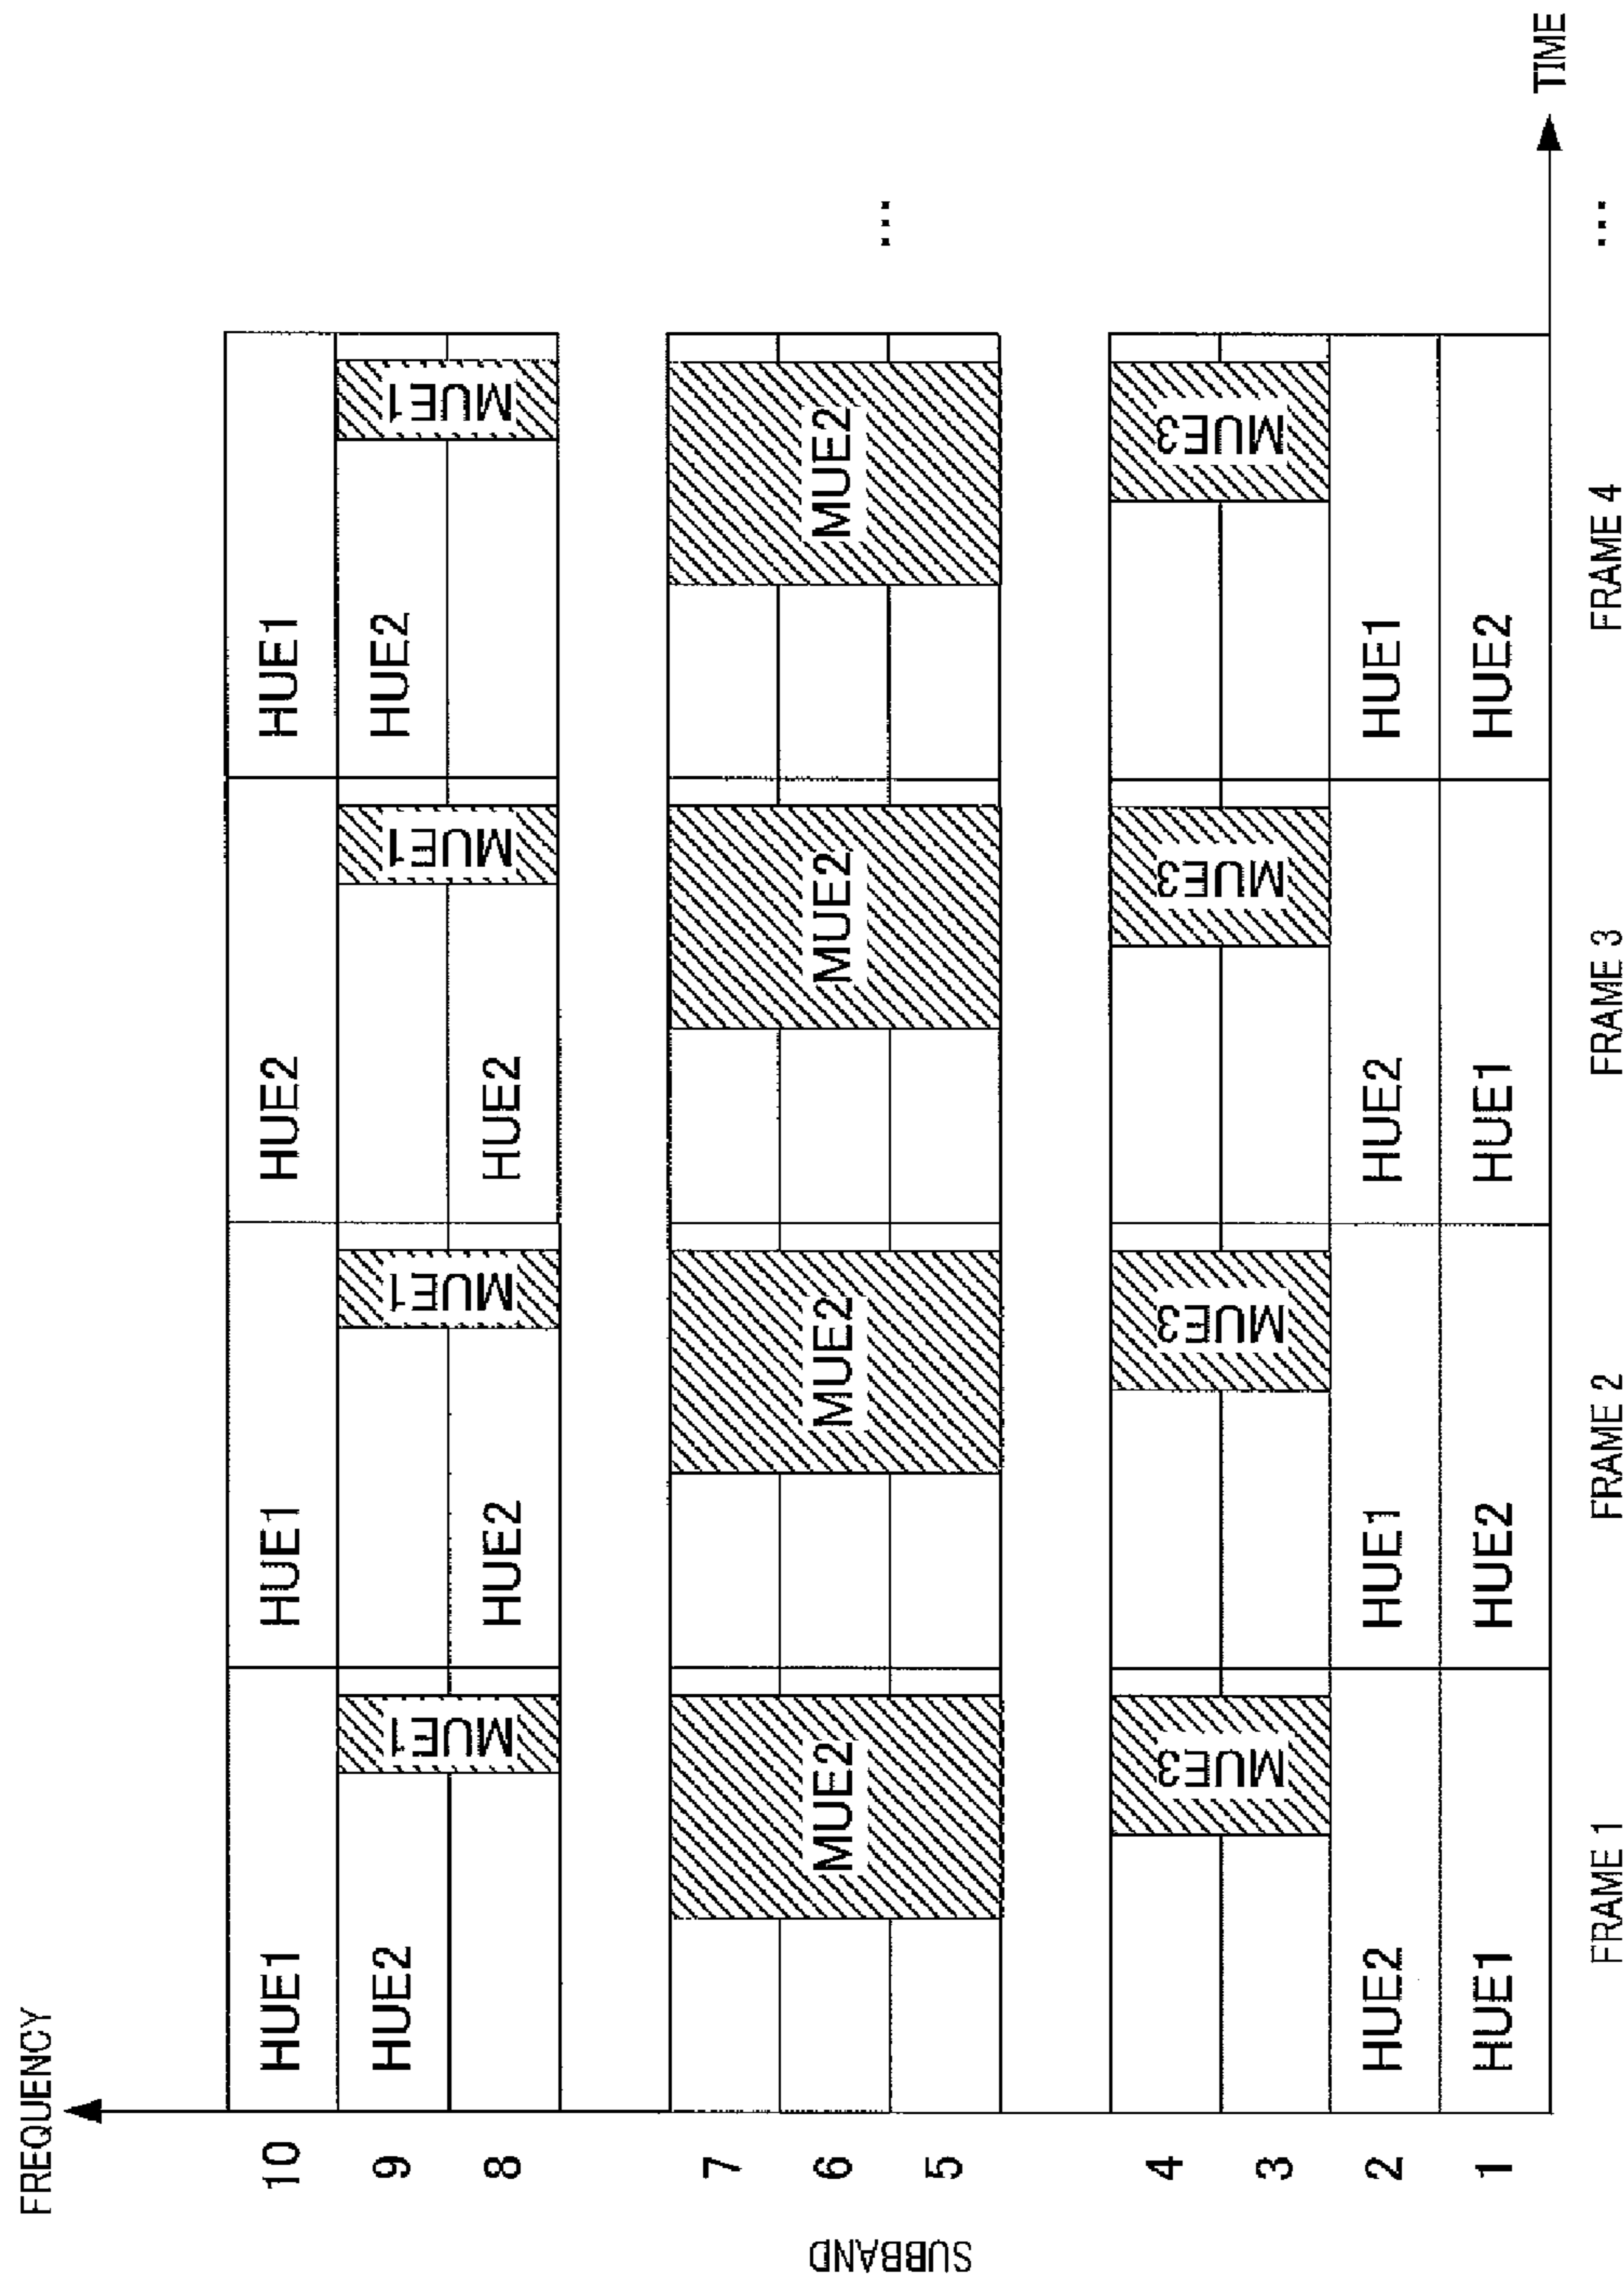 FREQUENCY
SUBBAND
10
HUE1
HUE1
HUE2
HUE1
9
HUE2
MUE1
MUE1
MUE1
HUE2
MUE1
8
HUE2
HUE2
7
6
MUE2
MUE2
MUE2
MUE2
...
5
4
3
MUE3
MUE3
MUE3
MUE3
2
HUE2
HUE1
HUE2
HUE1
1
HUE1
HUE2
HUE1
HUE2
TIME
FRAME 1
FRAME 2
FRAME 3
FRAME 4
...